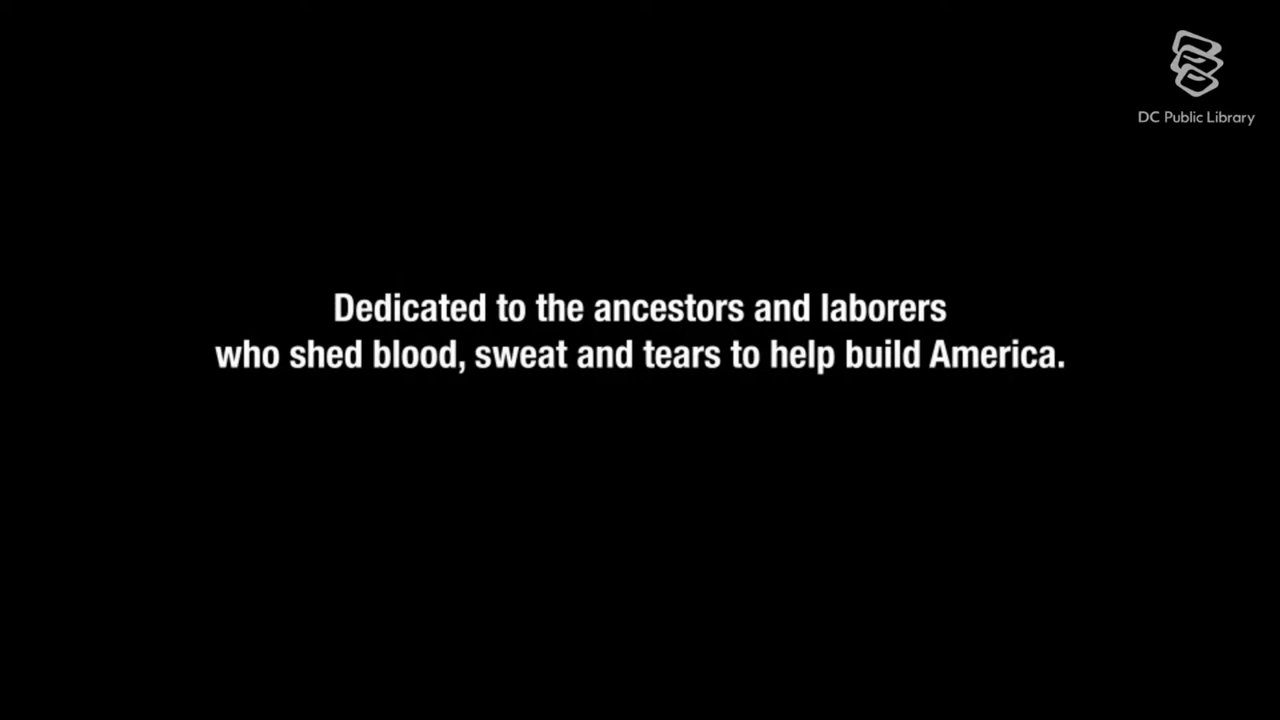 DC Public Library
Dedicated to the ancestors and laborers
who shed blood, sweat and tears to help build America.